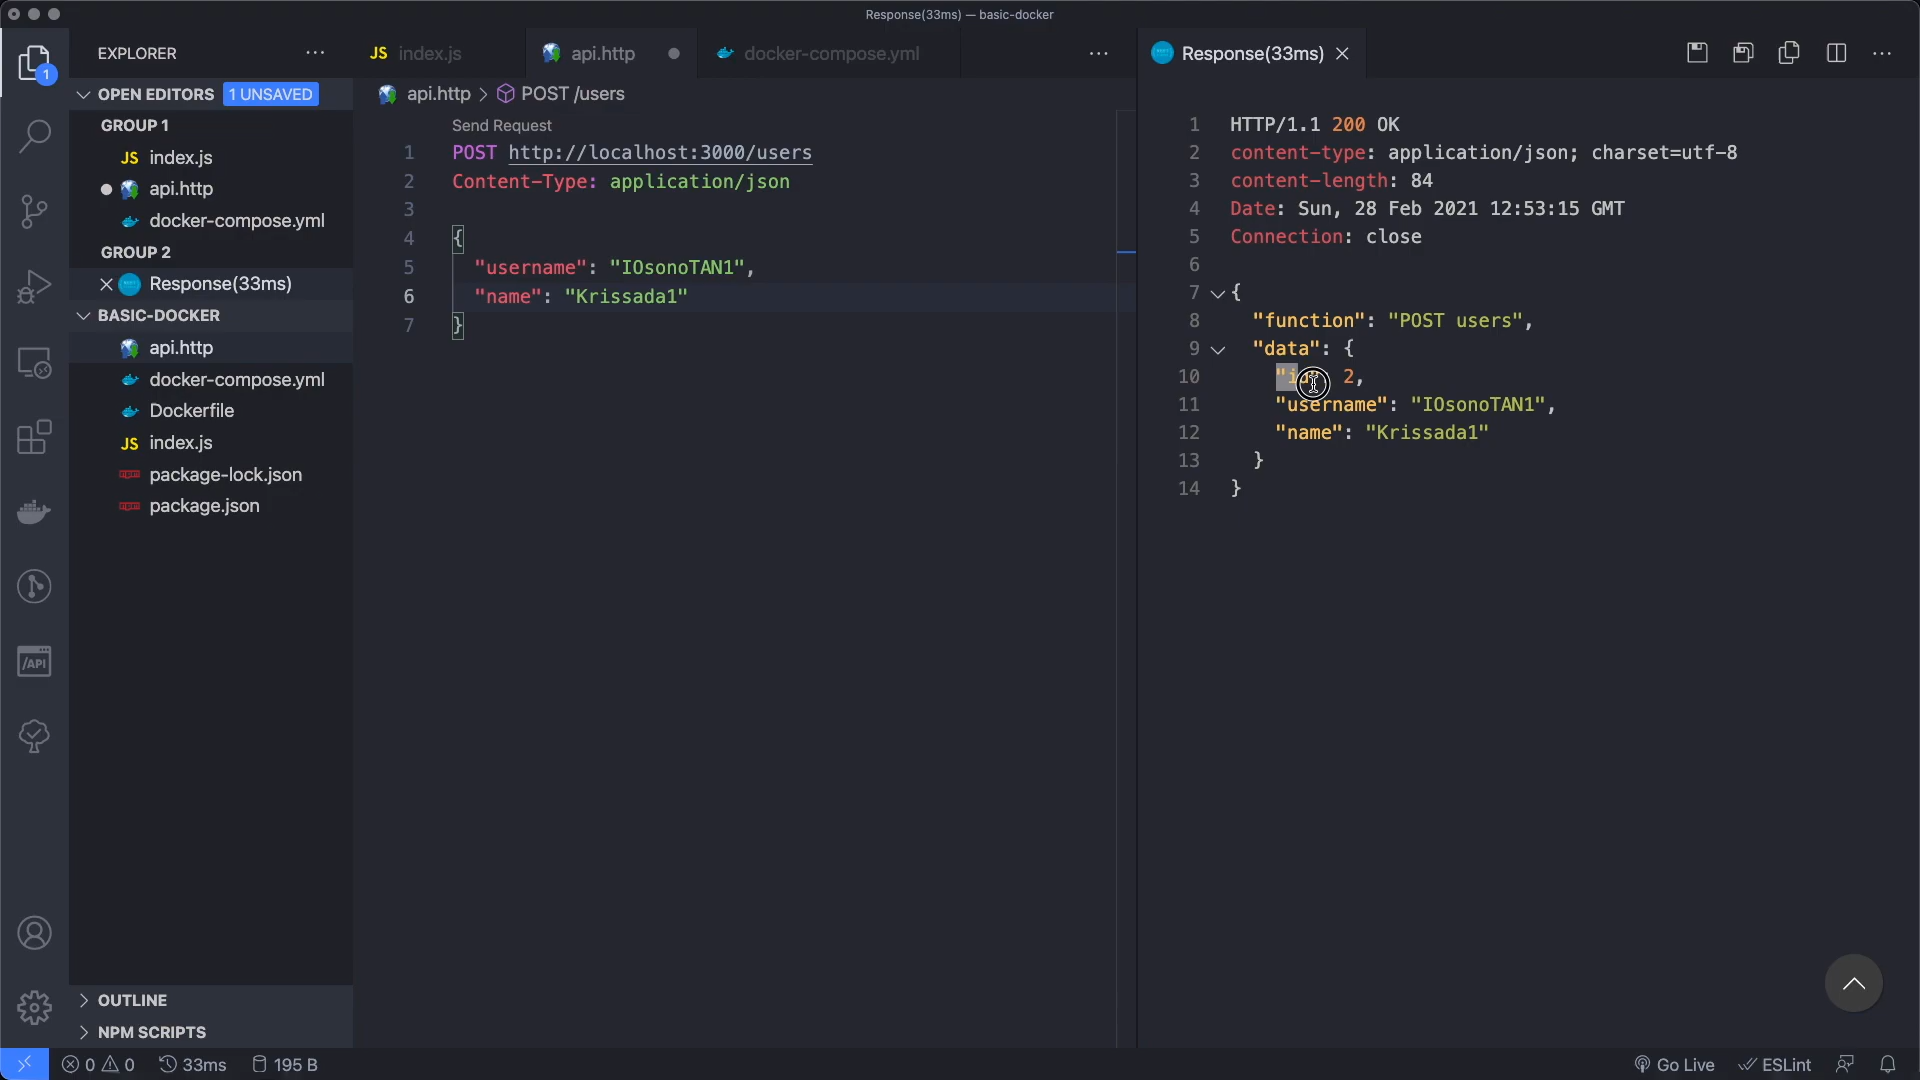 Response(33ms) — basic-docker
EXPLORER
1
OPEN EDITORS 1 UNSAVED
GROUP 1
JS index.js
api.http
docker-compose.yml
GROUP 2
Response(33ms)
BASIC-DOCKER
api.http
docker-compose.yml
Dockerfile
JS index.js
package-lock.json
package.json
/API
OUTLINE
NPM SCRIPTS
JS index.js
api.http
docker-compose.yml
api.http > POST /users
Send Request
1 POST http://localhost:3000/users
2 Content-Type: application/json
3
4 {
5 "username": "IOsonoTAN1",
6 "name": "Krissada1"
7 }
Response(33ms)
1 HTTP/1.1 200 OK
2 content-type: application/json; charset=utf-8
3 content-length: 84
4 Date: Sun, 28 Feb 2021 12:53:15 GMT
5 Connection: close
6
7 {
8 "function": "POST users",
9 "data": {
10 "id": 2,
11 "username": "IOsonoTAN1",
12 "name": "Krissada1"
13 }
14 }
0 0 33ms 195 B
Go Live ESLint